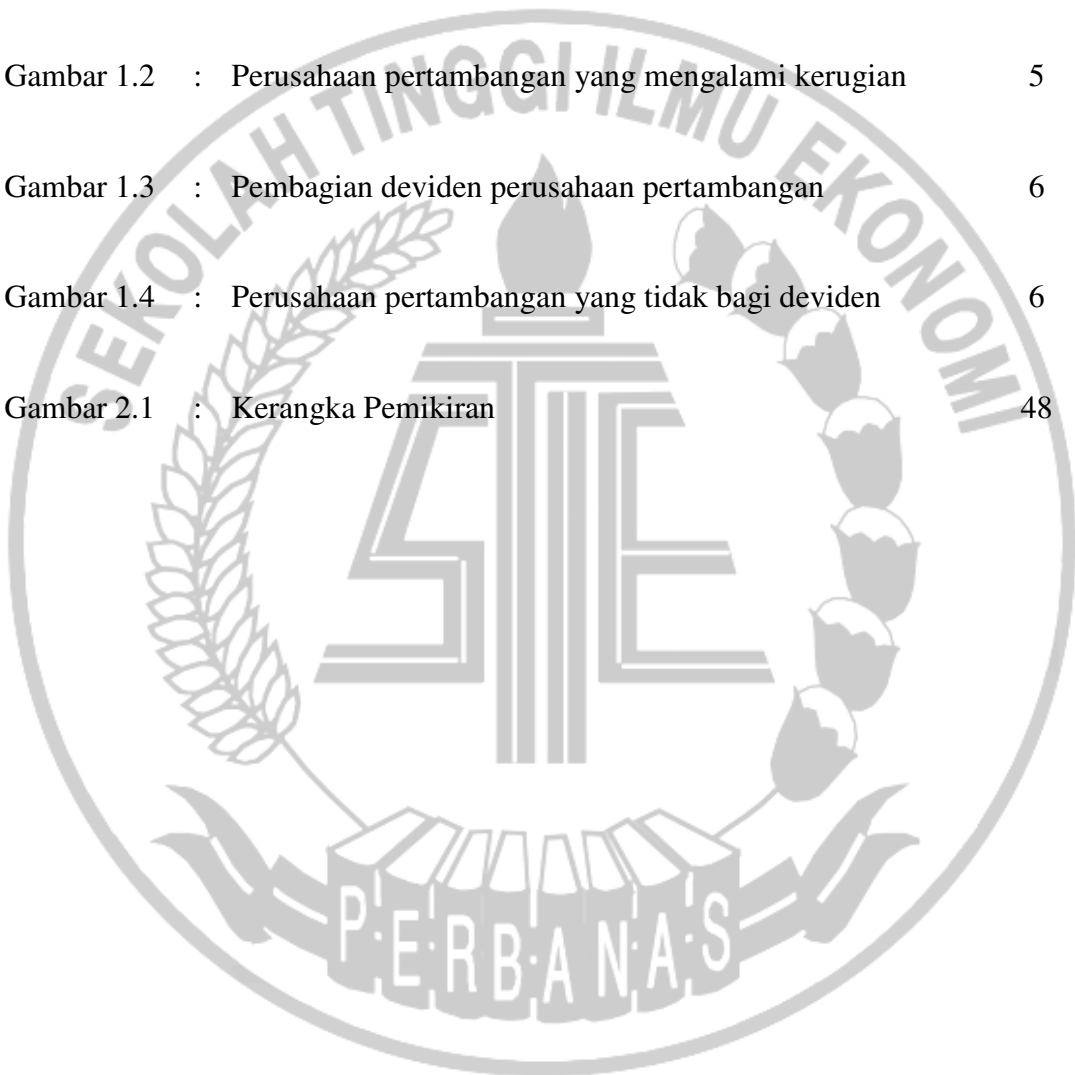 Gambar 1.2 : Perusahaan pertambangan yang mengalami kerugian 5
Gambar 1.3 : Pembagian deviden perusahaan pertambangan 6
Gambar 1.4 : Perusahaan pertambangan yang tidak bagi deviden 6
Gambar 2.1 : Kerangka Pemikiran 48
SEKOLAH TINGGI ILMU EKONOMI
STIE
P·E·R·B·A·N·A·S